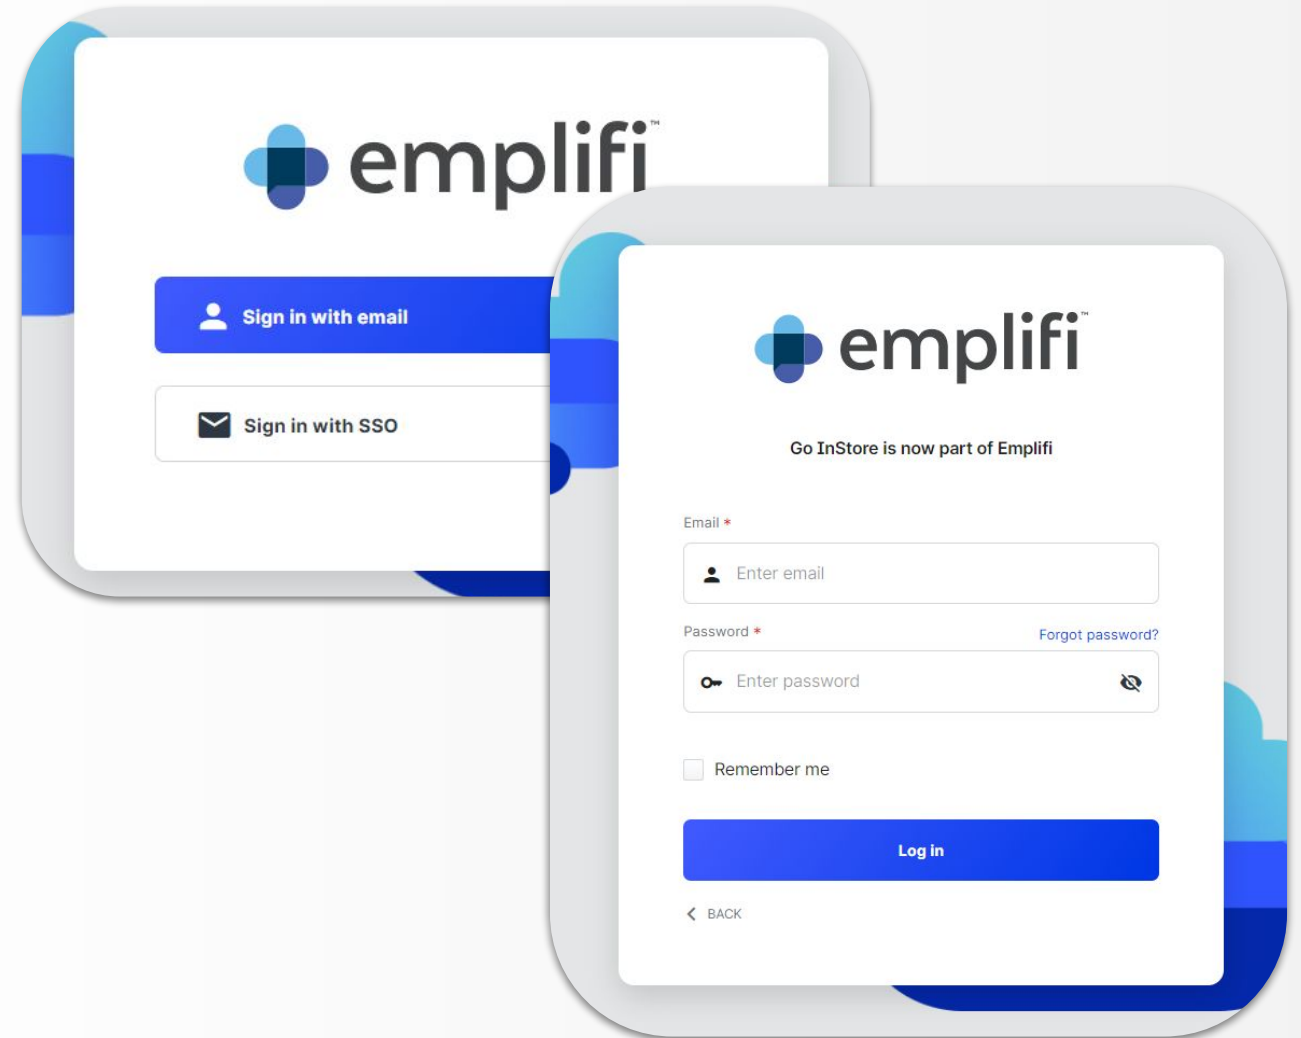 emplifi™
Sign in with email
Sign in with SSO
emplifi™
Go InStore is now part of Emplifi
Email *
Enter email
Password *
Forgot password?
Enter password
Remember me
Log in
BACK